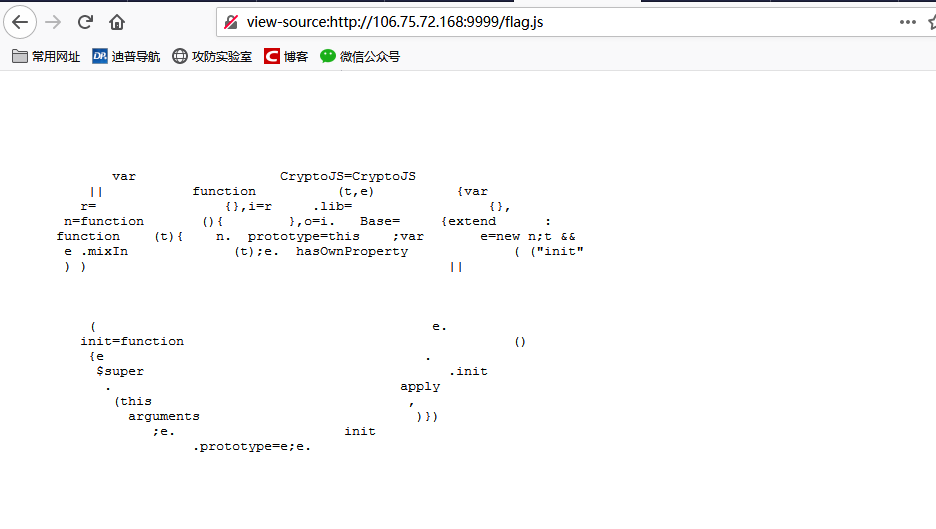 view-source:http://106.75.72.168:9999/flag.js
常用网址 DP. 迪普导航 攻防实验室 C 博客 微信公众号
var CryptoJS=CryptoJS
|| function (t,e) {var
r= {},i=r .lib= {},
n=function (){ },o=i. Base= {extend :
function (t){ n. prototype=this ;var e=new n;t &&
e .mixIn (t);e. hasOwnProperty ( ("init"
) ) ||
( e.
init=function ()
{e .
$super .init
. apply
(this ,
arguments )})
;e. init
.prototype=e;e.